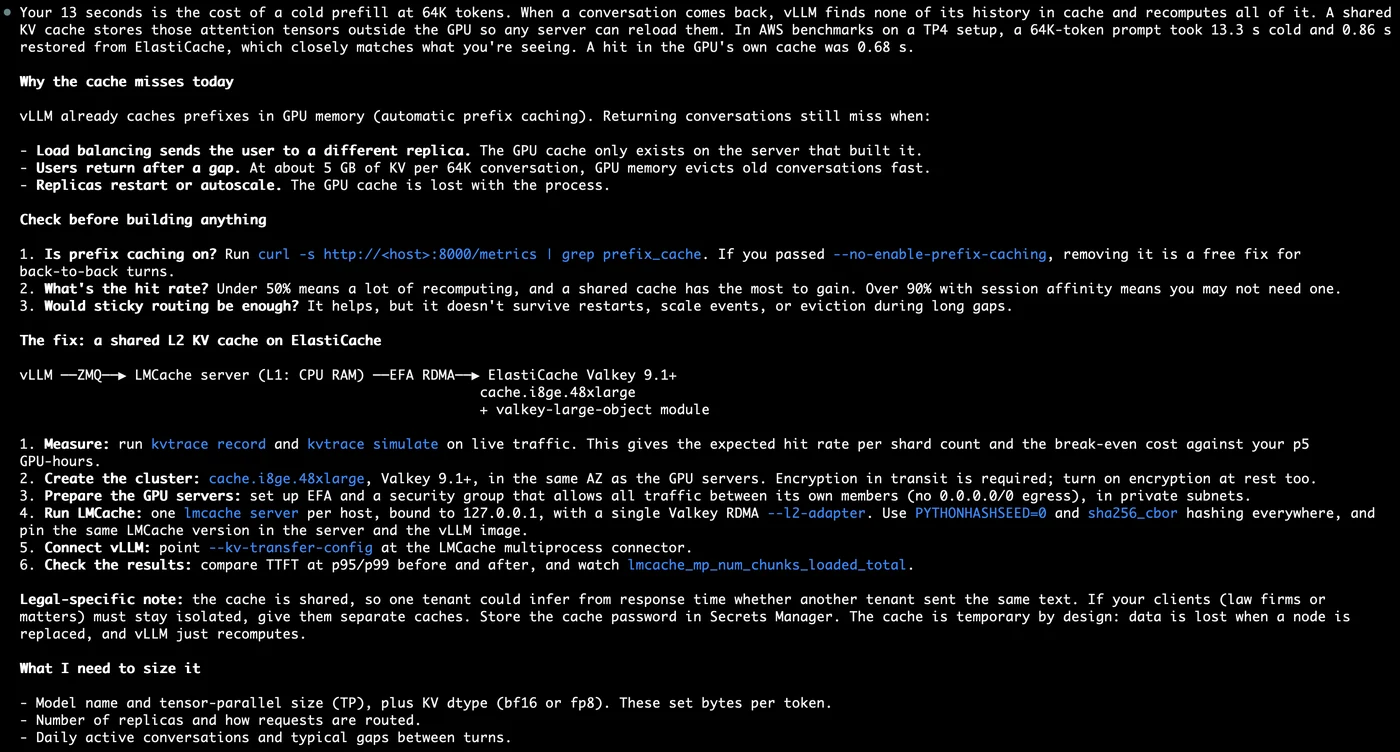 Your 13 seconds is the cost of a cold prefill at 64K tokens. When a conversation comes back, vLLM finds none of its history in cache and recomputes all of it. A shared
KV cache stores those attention tensors outside the GPU so any server can reload them. In AWS benchmarks on a TP4 setup, a 64K-token prompt took 13.3 s cold and 0.86 s
restored from ElastiCache, which closely matches what you're seeing. A hit in the GPU's own cache was 0.68 s.
Why the cache misses today
vLLM already caches prefixes in GPU memory (automatic prefix caching). Returning conversations still miss when:
- Load balancing sends the user to a different replica. The GPU cache only exists on the server that built it.
- Users return after a gap. At about 5 GB of KV per 64K conversation, GPU memory evicts old conversations fast.
- Replicas restart or autoscale. The GPU cache is lost with the process.
Check before building anything
1. Is prefix caching on? Run curl -s http://<host>:8000/metrics | grep prefix_cache. If you passed --no-enable-prefix-caching, removing it is a free fix for
back-to-back turns.
2. What's the hit rate? Under 50% means a lot of recomputing, and a shared cache has the most to gain. Over 90% with session affinity means you may not need one.
3. Would sticky routing be enough? It helps, but it doesn't survive restarts, scale events, or eviction during long gaps.
The fix: a shared L2 KV cache on ElastiCache
vLLM ──ZMQ──▶ LMCache server (L1: CPU RAM) ──EFA RDMA──▶ ElastiCache Valkey 9.1+
cache.i8ge.48xlarge
+ valkey-large-object module
1. Measure: run kvtrace record and kvtrace simulate on live traffic. This gives the expected hit rate per shard count and the break-even cost against your p5
GPU-hours.
2. Create the cluster: cache.i8ge.48xlarge, Valkey 9.1+, in the same AZ as the GPU servers. Encryption in transit is required; turn on encryption at rest too.
3. Prepare the GPU servers: set up EFA and a security group that allows all traffic between its own members (no 0.0.0.0/0 egress), in private subnets.
4. Run LMCache: one lmcache server per host, bound to 127.0.0.1, with a single Valkey RDMA --l2-adapter. Use PYTHONHASHSEED=0 and sha256_cbor hashing everywhere, and
pin the same LMCache version in the server and the vLLM image.
5. Connect vLLM: point --kv-transfer-config at the LMCache multiprocess connector.
6. Check the results: compare TTFT at p95/p99 before and after, and watch lmcache_mp_num_chunks_loaded_total.
Legal-specific note: the cache is shared, so one tenant could infer from response time whether another tenant sent the same text. If your clients (law firms or
matters) must stay isolated, give them separate caches. Store the cache password in Secrets Manager. The cache is temporary by design: data is lost when a node is
replaced, and vLLM just recomputes.
What I need to size it
- Model name and tensor-parallel size (TP), plus KV dtype (bf16 or fp8). These set bytes per token.
- Number of replicas and how requests are routed.
- Daily active conversations and typical gaps between turns.